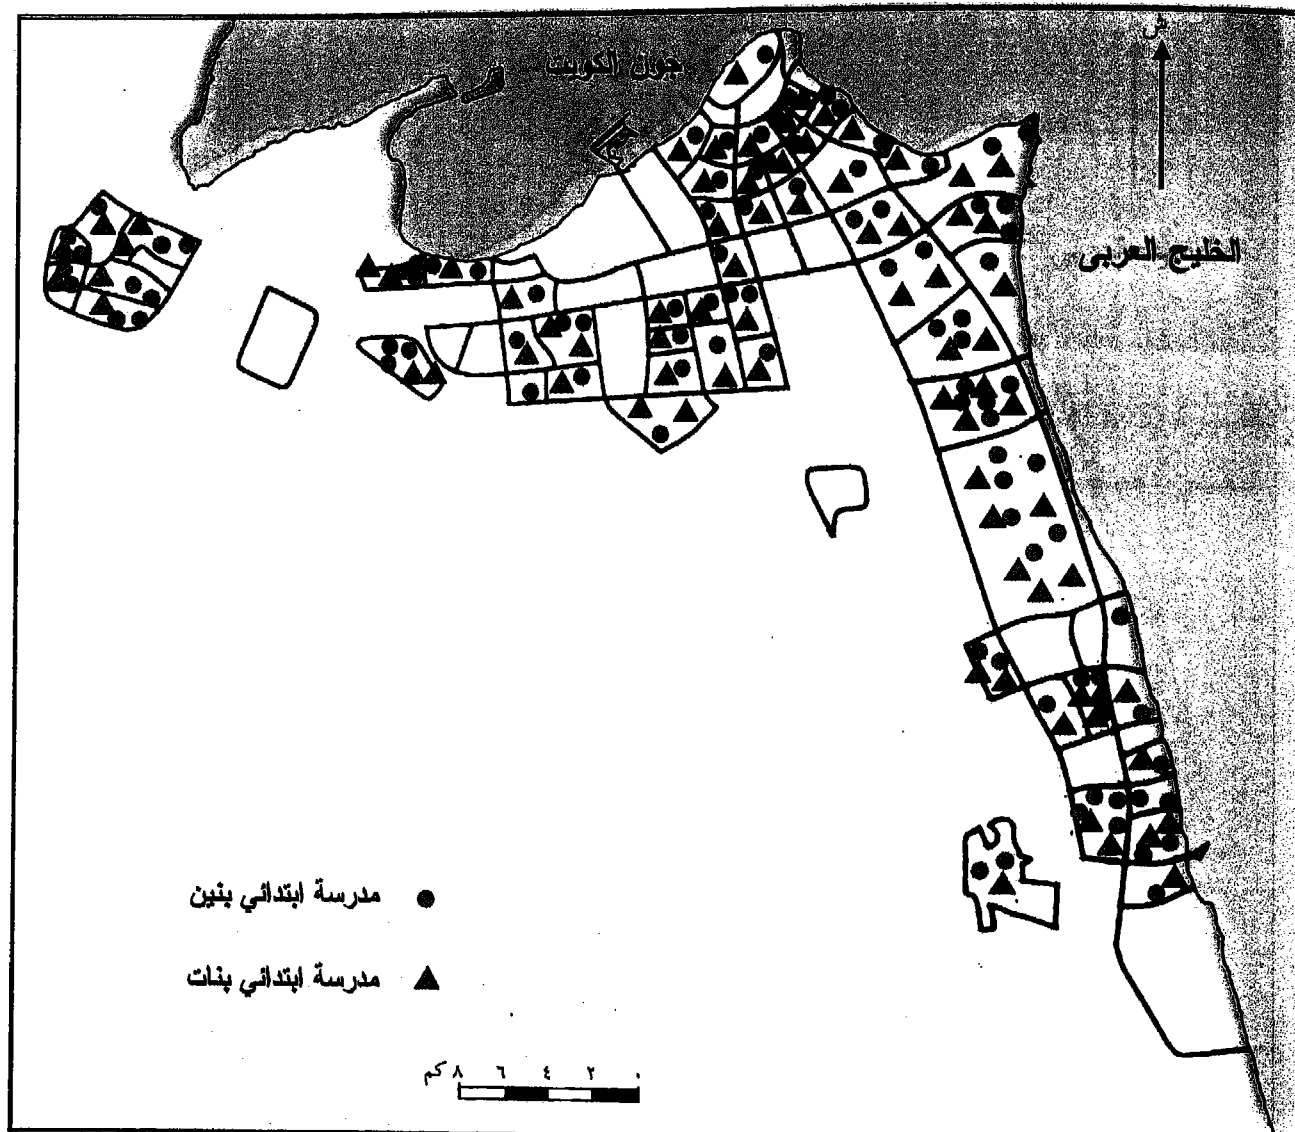 ش
جون الكويت
الخليج العربي
مدرسة ابتدائي بنين
مدرسة ابتدائي بنات
٨ ٦ ٤ ٢ ٠ كم